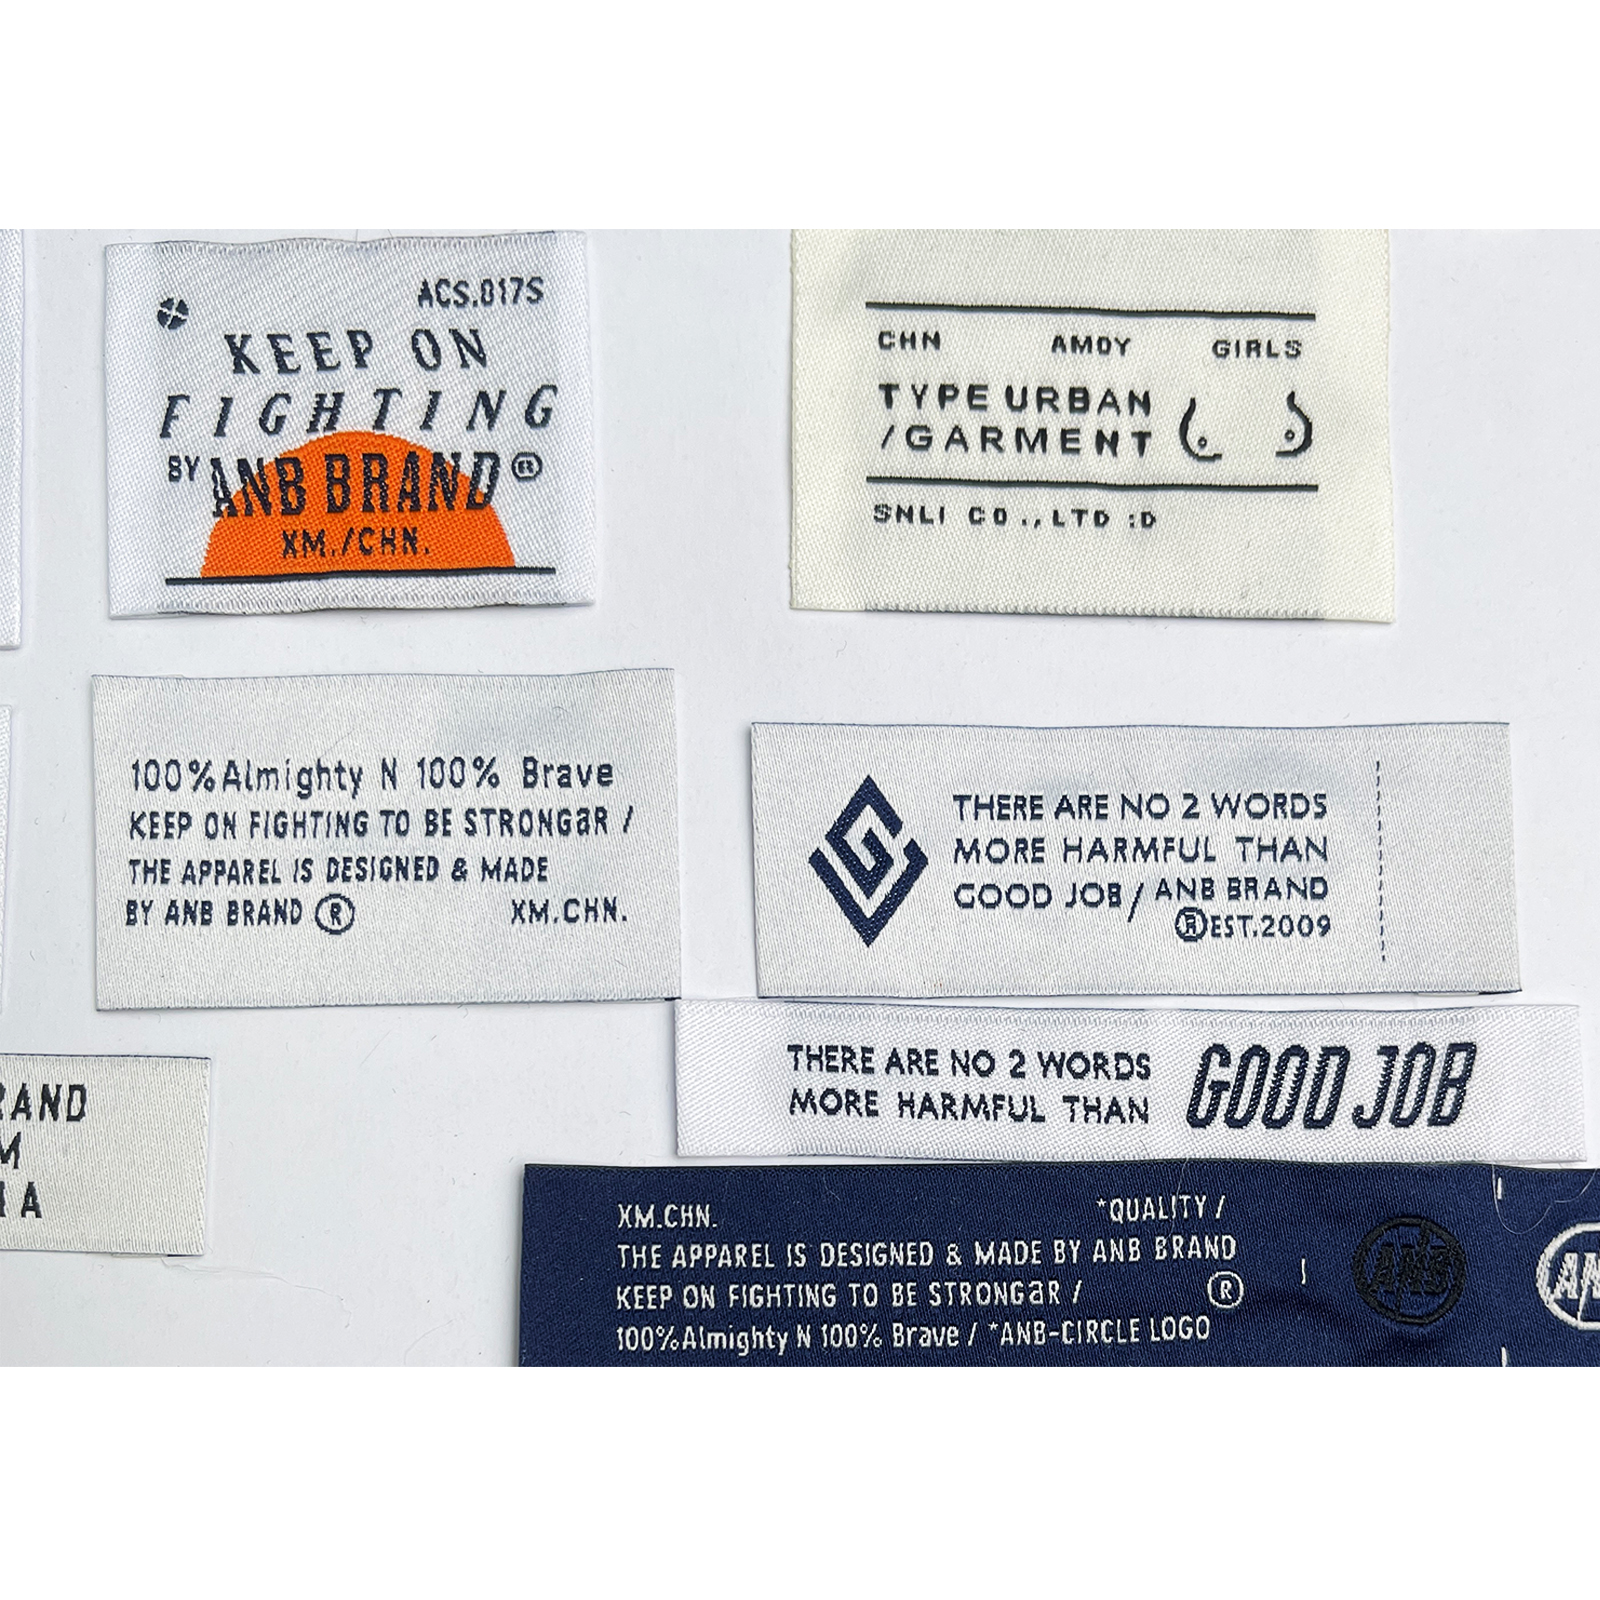 ACS.017S
KEEP ON
FIGHTING
BY ANB BRAND ®
XM./CHN.
CHN AMOY GIRLS
TYPE URBAN
/GARMENT
SNLI CO.,LTD :D
100%Almighty N 100% Brave
KEEP ON FIGHTING TO BE STRONGaR /
THE APPAREL IS DESIGNED & MADE
BY ANB BRAND ® XM.CHN.
THERE ARE NO 2 WORDS
MORE HARMFUL THAN
GOOD JOB / ANB BRAND
®EST.2009
THERE ARE NO 2 WORDS
MORE HARMFUL THAN
GOOD JOB
XM.CHN. *QUALITY /
THE APPAREL IS DESIGNED & MADE BY ANB BRAND
KEEP ON FIGHTING TO BE STRONGaR / ®
100%Almighty N 100% Brave / *ANB-CIRCLE LOGO
ANB